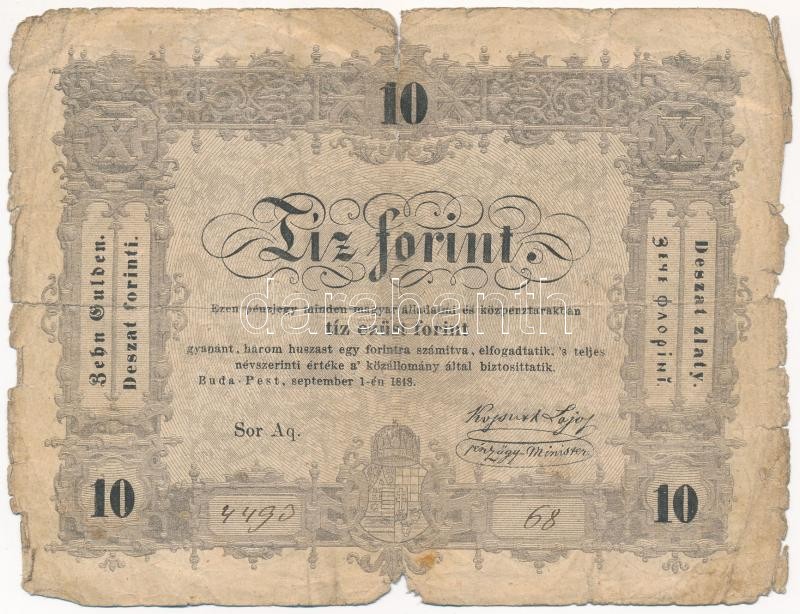 10
Tíz forint.
Ezen pénzjegy minden magyar álladalmi és közpénztárakban
tíz ezüst forint
gyanánt, három huszast egy forintra számítva, elfogadtatik, 's teljes
névszerinti értéke a' közállomány által biztosittatik.
Buda-Pest, september 1-én 1848.
Sor Aq.
Kossuth Lajos
pénzügy-Minister
10
4490
68
10
Zehn Gulden.
Deszat forinti.
Deszat zlaty.
X
X
darabanth